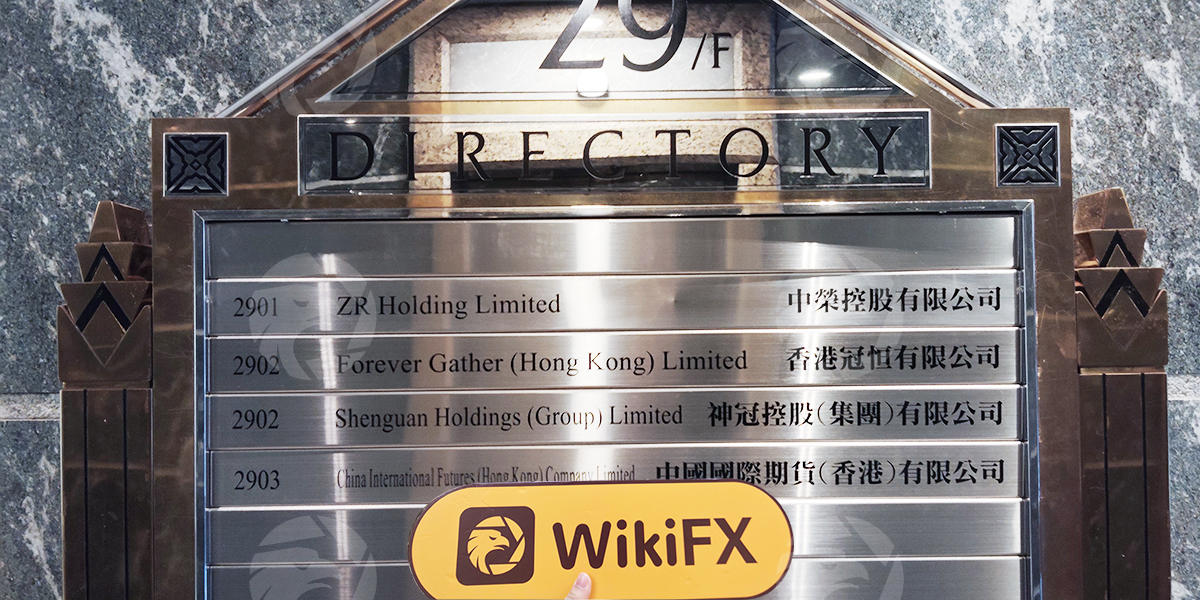 29/F
DIRECTORY
2901 ZR Holding Limited 中榮控股有限公司
2902 Forever Gather (Hong Kong) Limited 香港冠恒有限公司
2902 Shenguan Holdings (Group) Limited 神冠控股(集團)有限公司
2903 China International Futures (Hong Kong) Company Limited 中國國際期貨(香港)有限公司
WikiFX